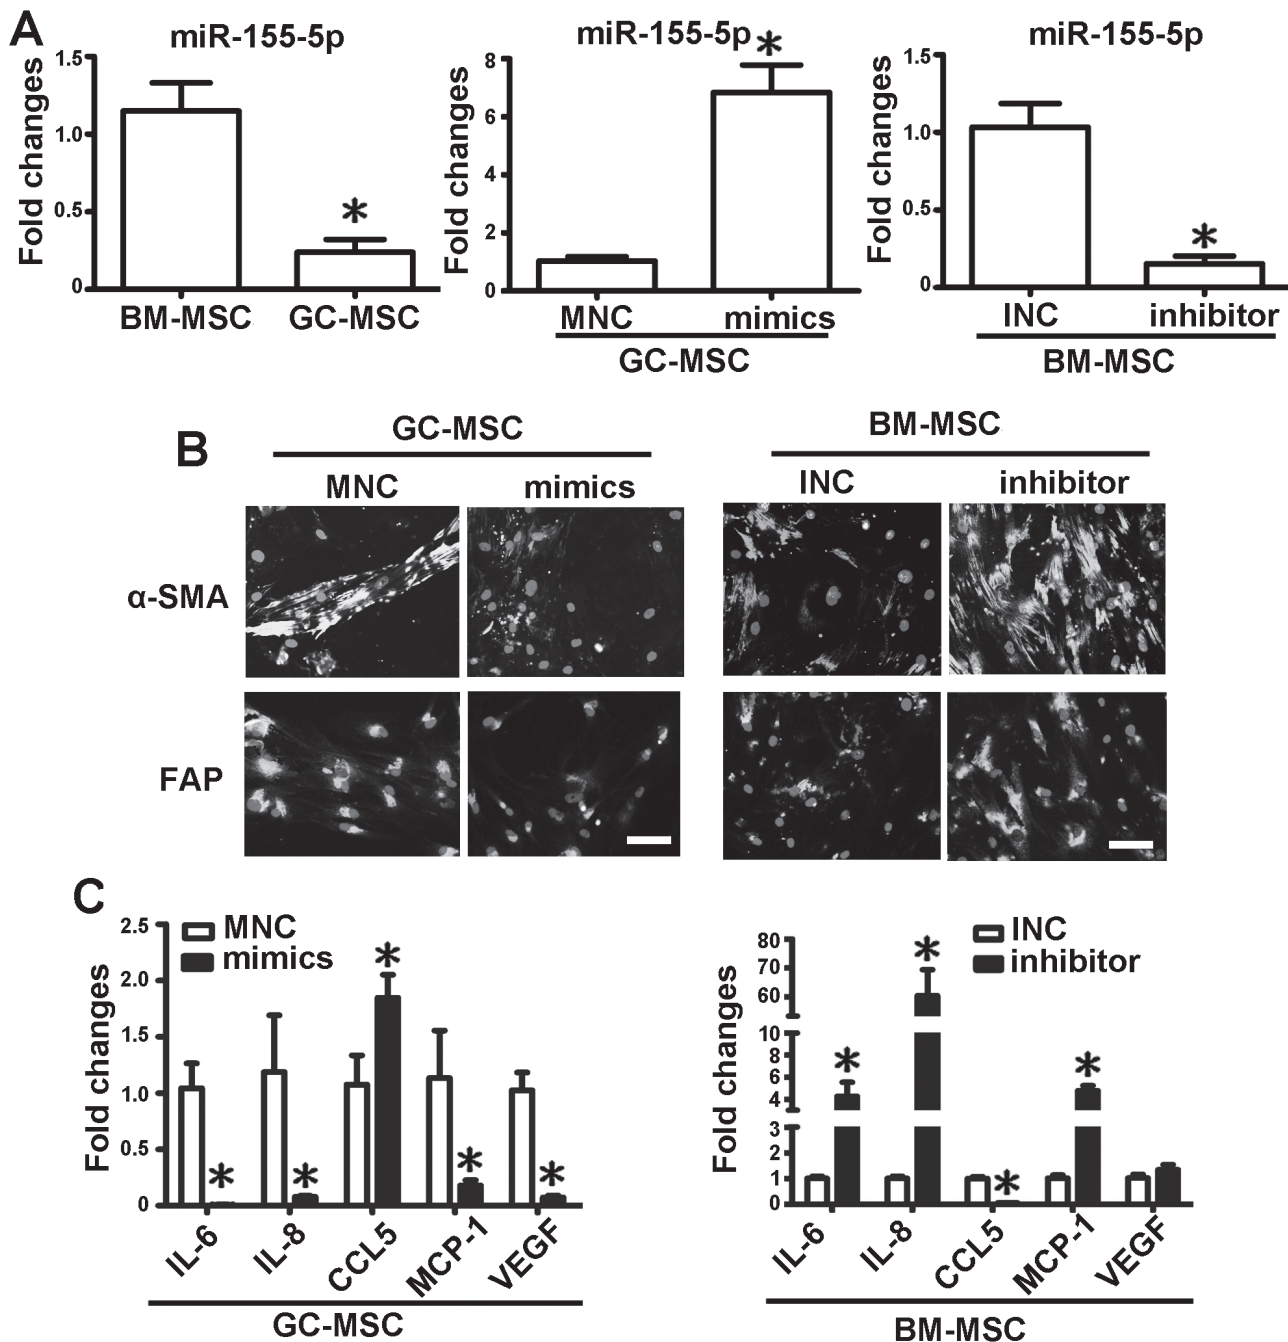 A
miR-155-5p
Fold changes
1.5
1.0
0.5
0
BM-MSC
GC-MSC
*
miR-155-5p
Fold changes
8
6
4
2
0
MNC
mimics
*
GC-MSC
miR-155-5p
Fold changes
1.5
1.0
0.5
0
INC
inhibitor
*
BM-MSC
B
GC-MSC
BM-MSC
MNC
mimics
INC
inhibitor
α-SMA
FAP
C
MNC
mimics
Fold changes
2.5
2.0
1.5
1.0
0.5
0
*
*
*
*
*
IL-6
IL-8
CCL5
MCP-1
VEGF
GC-MSC
INC
inhibitor
Fold changes
80
70
60
10
8
6
4
3
2
1
0
*
*
*
*
IL-6
IL-8
CCL5
MCP-1
VEGF
BM-MSC